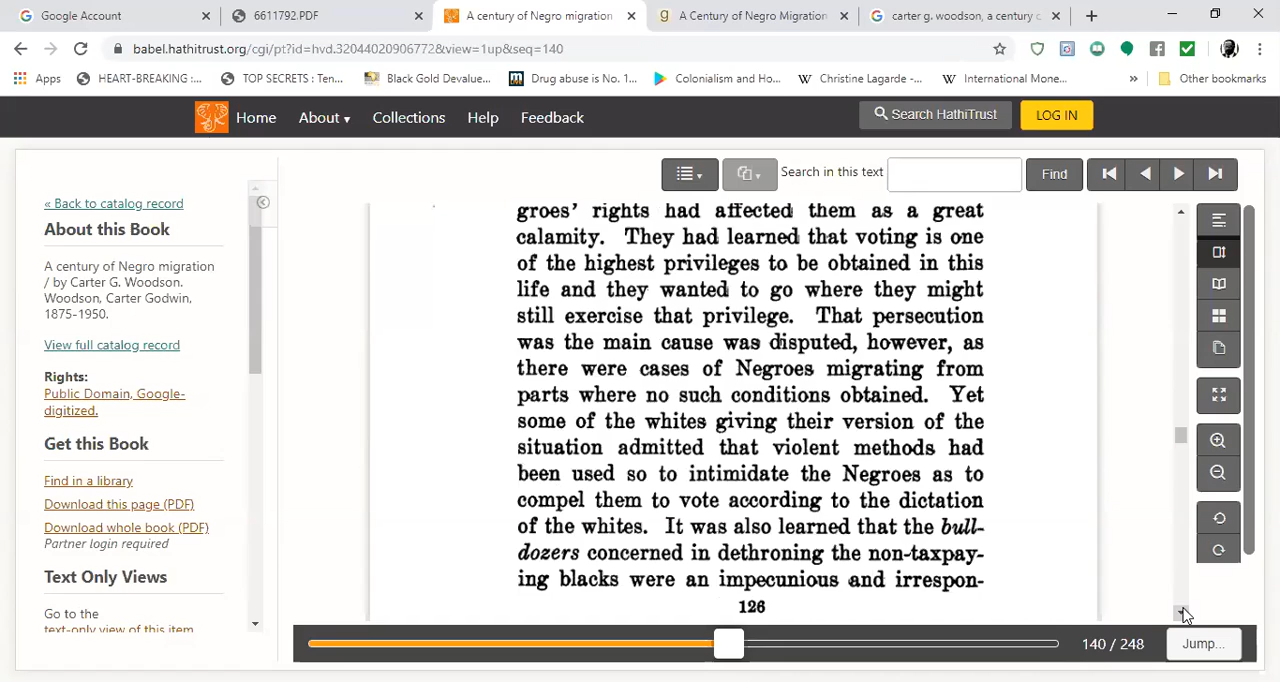 Google Account
6611792.PDF
A century of Negro migration
A Century of Negro Migration
carter g. woodson, a century c
babel.hathitrust.org/cgi/pt?id=hvd.32044020906772&view=1up&seq=140
Apps
HEART-BREAKING :...
TOP SECRETS : Ten...
Black Gold Devalue...
Drug abuse is No. 1...
Colonialism and Ho...
Christine Lagarde -...
International Mone...
»
Other bookmarks
Home
About ▾
Collections
Help
Feedback
Search HathiTrust
LOG IN
Search in this text
Find
« Back to catalog record
About this Book
A century of Negro migration
/ by Carter G. Woodson.
Woodson, Carter Godwin,
1875-1950.
View full catalog record
Rights:
Public Domain, Google-
digitized.
Get this Book
Find in a library
Download this page (PDF)
Download whole book (PDF)
Partner login required
Text Only Views
Go to the
text-only view of this item
groes' rights had affected them as a great
calamity. They had learned that voting is one
of the highest privileges to be obtained in this
life and they wanted to go where they might
still exercise that privilege. That persecution
was the main cause was disputed, however, as
there were cases of Negroes migrating from
parts where no such conditions obtained. Yet
some of the whites giving their version of the
situation admitted that violent methods had
been used so to intimidate the Negroes as to
compel them to vote according to the dictation
of the whites. It was also learned that the bull-
dozers concerned in dethroning the non-taxpay-
ing blacks were an impecunious and irrespon-
126
140 / 248
Jump...